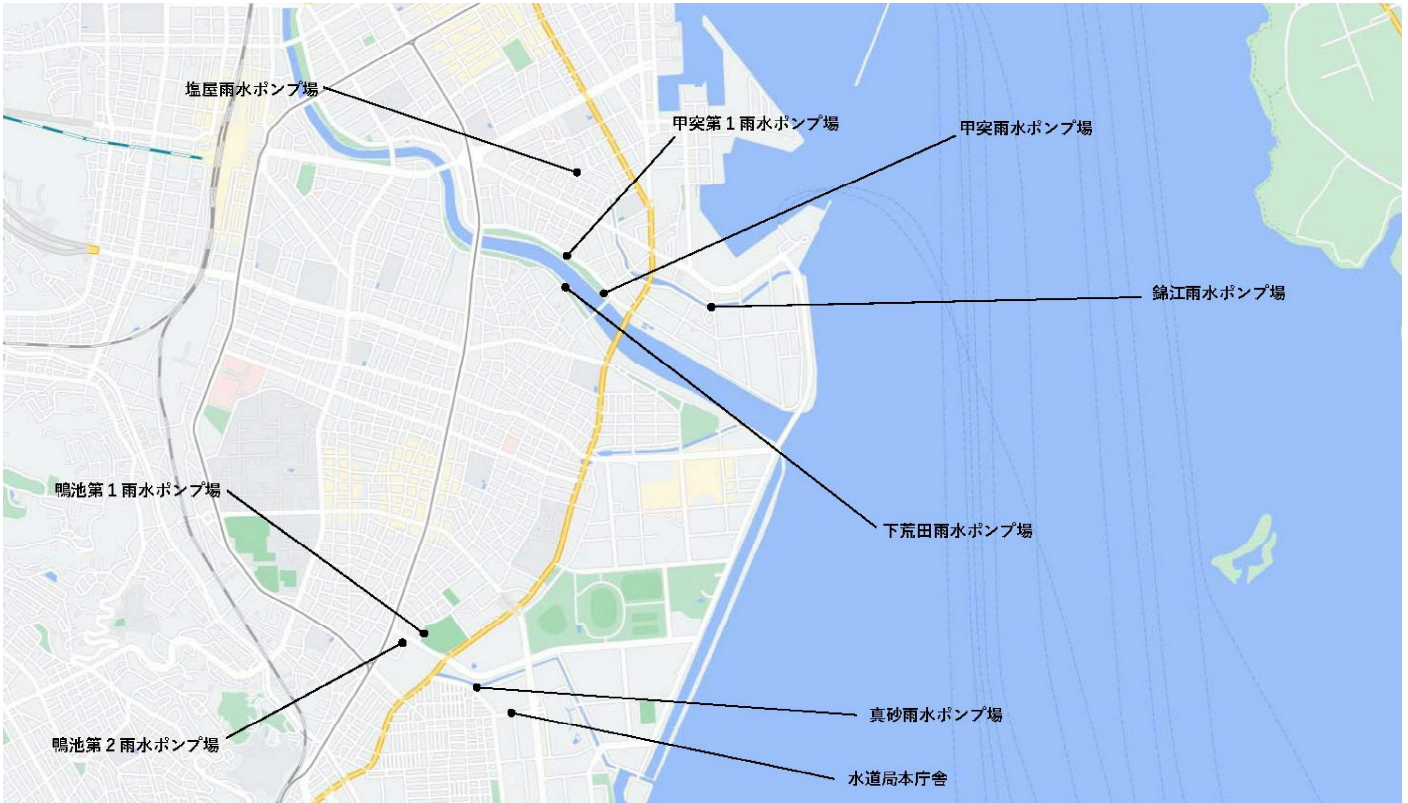 塩屋雨水ポンプ場
甲突第１雨水ポンプ場
甲突雨水ポンプ場
錦江雨水ポンプ場
鴨池第１雨水ポンプ場
下荒田雨水ポンプ場
真砂雨水ポンプ場
鴨池第２雨水ポンプ場
水道局本庁舎